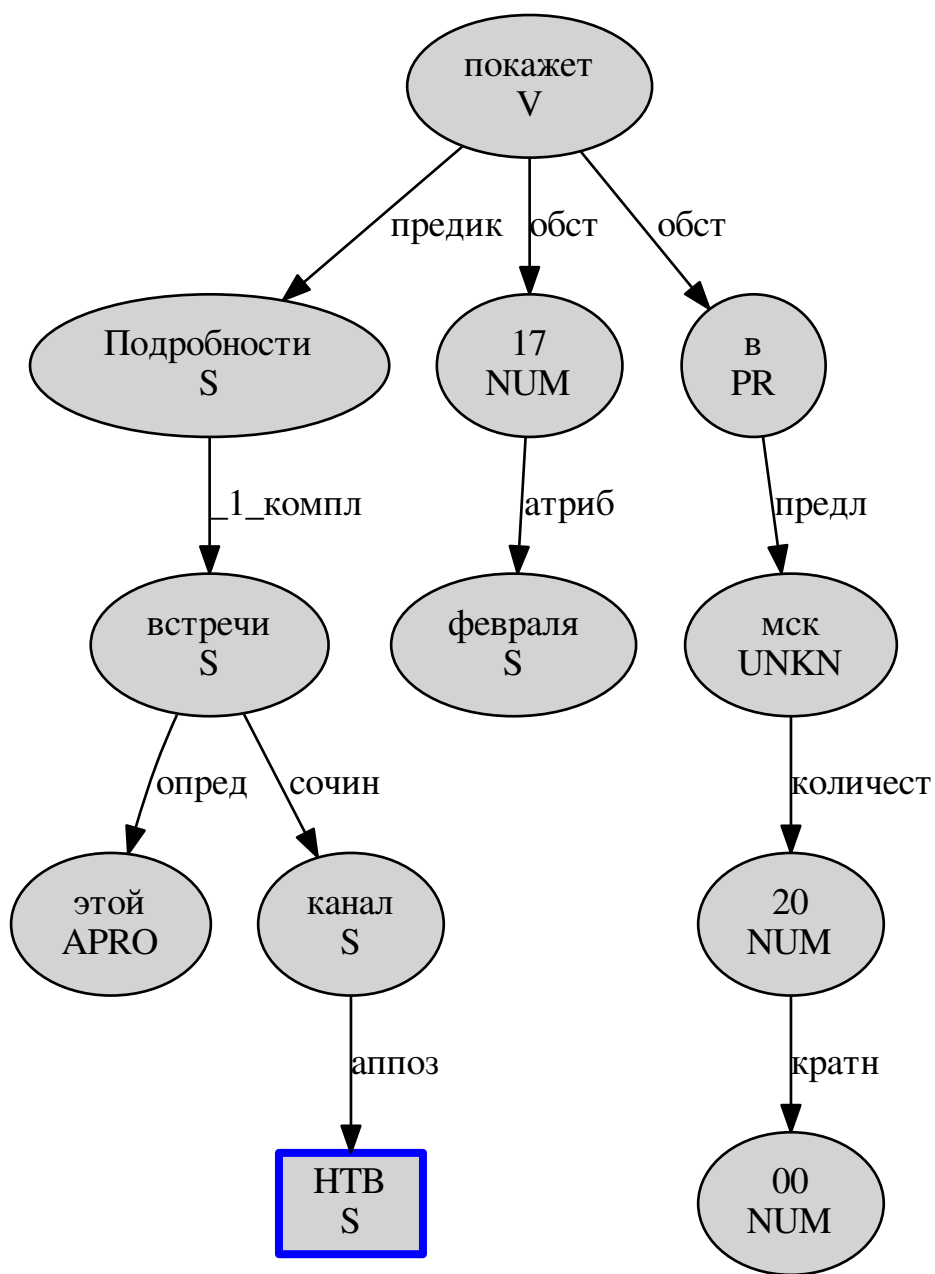 покажет
V
предик
обст
обст
Подробности
S
17
NUM
в
PR
_1_компл
атриб
предл
встречи
S
февраля
S
мск
UNKN
опред
сочин
количест
этой
APRO
канал
S
20
NUM
аппоз
кратн
НТВ
S
00
NUM